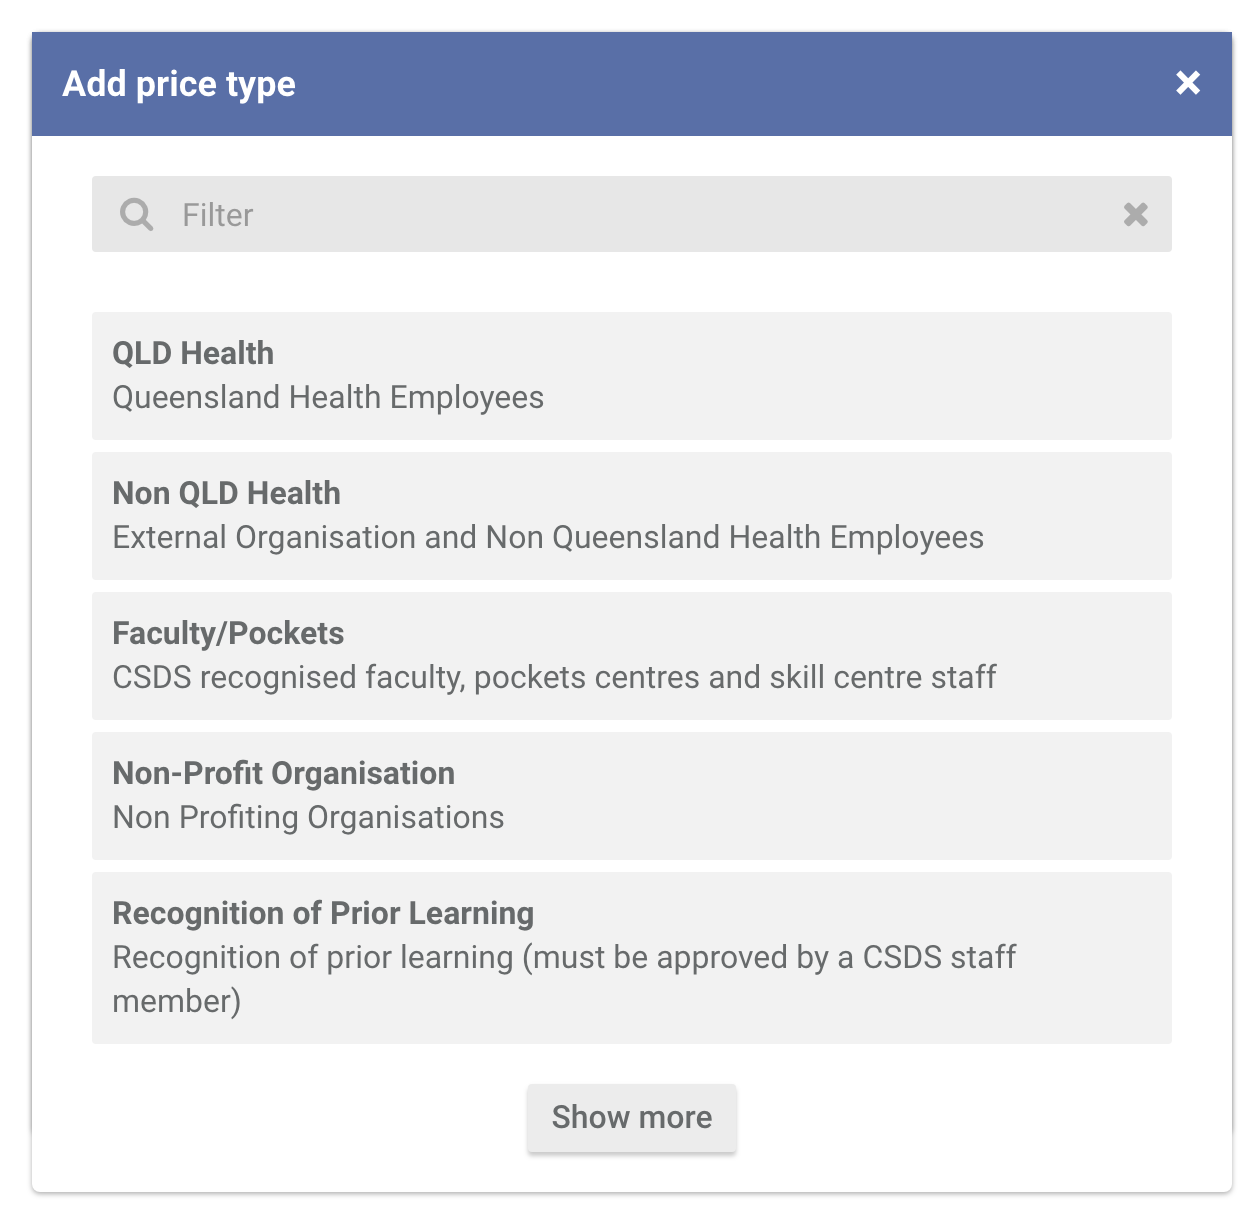 Add price type
Filter
QLD Health
Queensland Health Employees
Non QLD Health
External Organisation and Non Queensland Health Employees
Faculty/Pockets
CSDS recognised faculty, pockets centres and skill centre staff
Non-Profit Organisation
Non Profiting Organisations
Recognition of Prior Learning
Recognition of prior learning (must be approved by a CSDS staff
member)
Show more